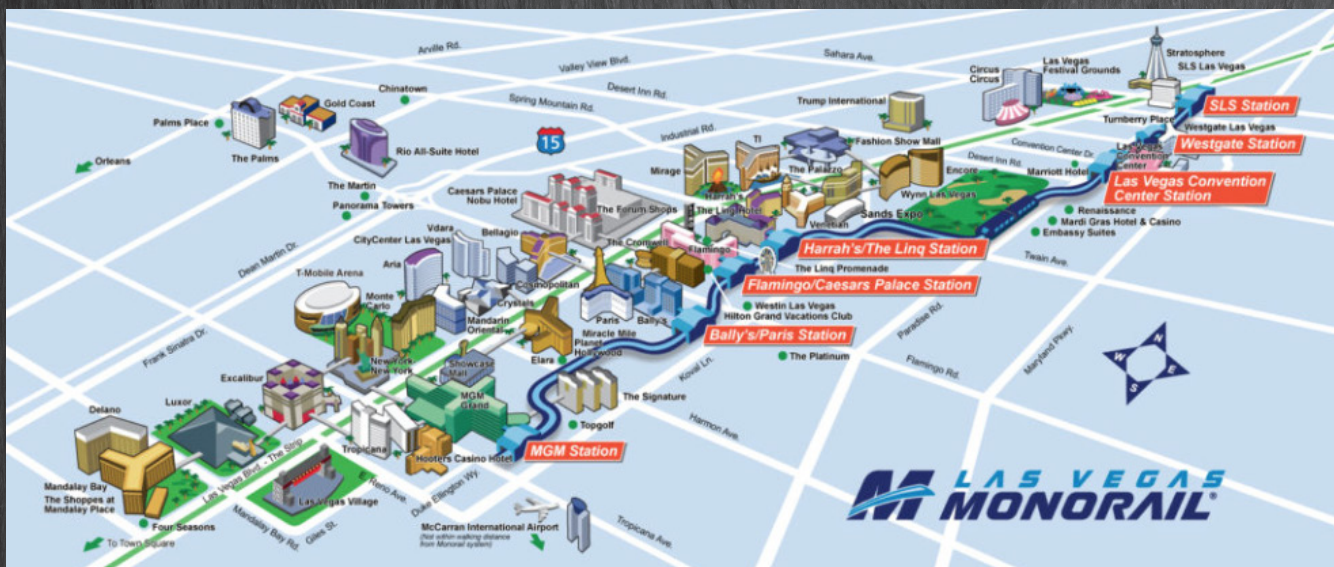 Arville Rd.
Valley View Blvd.
Sahara Ave.
Stratosphere
SLS Las Vegas
Las Vegas
Festival Grounds
Circus
Circus
Chinatown
Desert Inn Rd.
Spring Mountain Rd.
Trump International
SLS Station
Gold Coast
Palms Place
The Palms
Rio All-Suite Hotel
15
Industrial Rd.
Turnberry Place
Westgate Las Vegas
Westgate Station
Convention Center Dr.
Las Vegas
Convention
Center
Orleans
TI
Fashion Show Mall
Mirage
The Palazzo
Encore
Desert Inn Rd.
Marriott Hotel
Las Vegas Convention
Center Station
The Martin
Panorama Towers
Caesars Palace
Nobu Hotel
Harrah's
Wynn Las Vegas
The Forum Shops
The Linq Hotel
Venetian
Sands Expo
Renaissance
Mardi Gras Hotel & Casino
Embassy Suites
Vdara
CityCenter Las Vegas
Bellagio
The Cromwell
Flamingo
Harrah's/The Linq Station
Dean Martin Dr.
Aria
The Linq Promenade
Twain Ave.
T-Mobile Arena
Cosmopolitan
Flamingo/Caesars Palace Station
Monte
Carlo
Crystals
Mandarin
Oriental
Paris
Bally's
Westin Las Vegas
Hilton Grand Vacations Club
Bally's/Paris Station
Paradise Rd.
Maryland Pkwy.
Frank Sinatra Dr.
Miracle Mile
Planet
Hollywood
Elara
The Platinum
New York
New York
Showcase
Mall
Koval Ln.
Flamingo Rd.
N
W
E
S
Excalibur
MGM
Grand
The Signature
Delano
Luxor
Topgolf
Harmon Ave.
Tropicana
Hooters Casino Hotel
MGM Station
Las Vegas Blvd. - The Strip
Mandalay Bay
The Shoppes at
Mandalay Place
Las Vegas Village
E. Reno Ave.
Duke Ellington Wy.
Four Seasons
Mandalay Bay Rd.
Giles St.
McCarran International Airport
(Not within walking distance
from Monorail system)
Tropicana Ave.
To Town Square
M LAS VEGAS
MONORAIL®